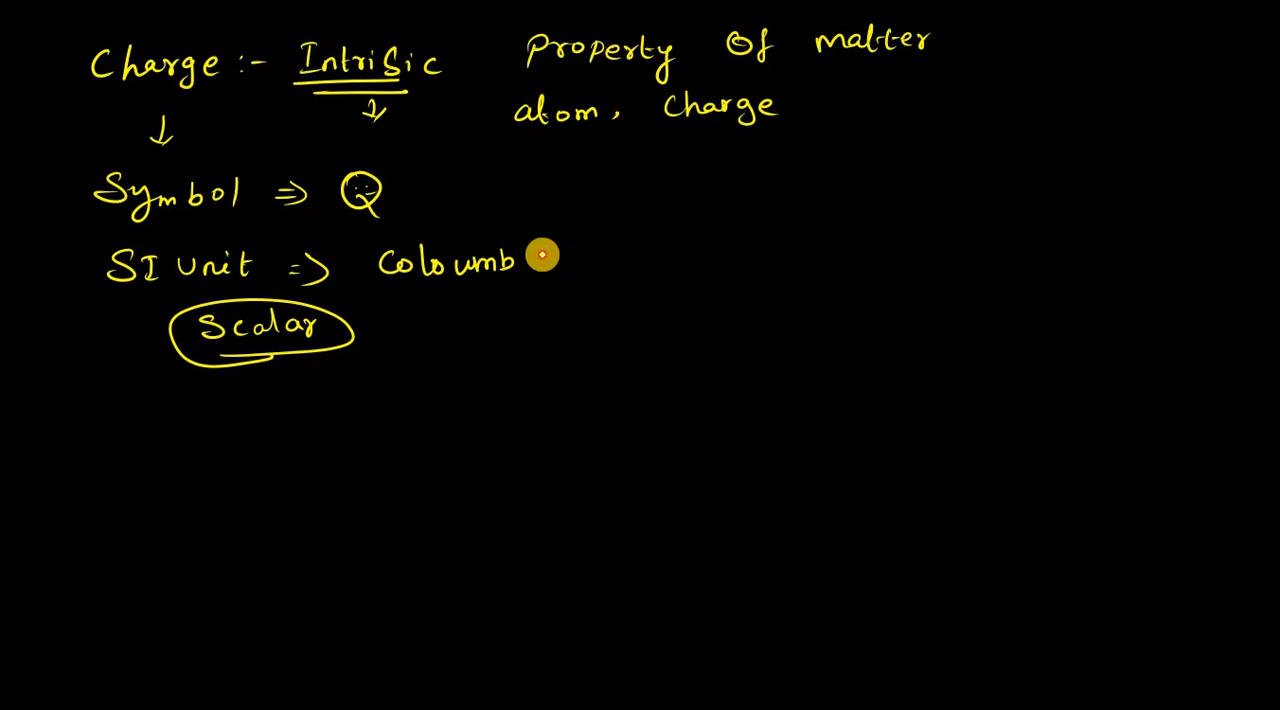 Charge :- Intrisic property of matter
atom, charge
Symbol => Q
SI unit => Coloumb
Scalar